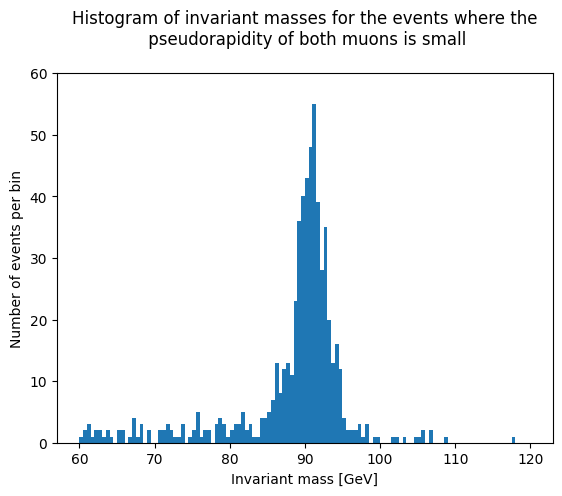 Histogram of invariant masses for the events where the
pseudorapidity of both muons is small
60
50
40
30
20
10
0
Number of events per bin
60 70 80 90 100 110 120
Invariant mass [GeV]